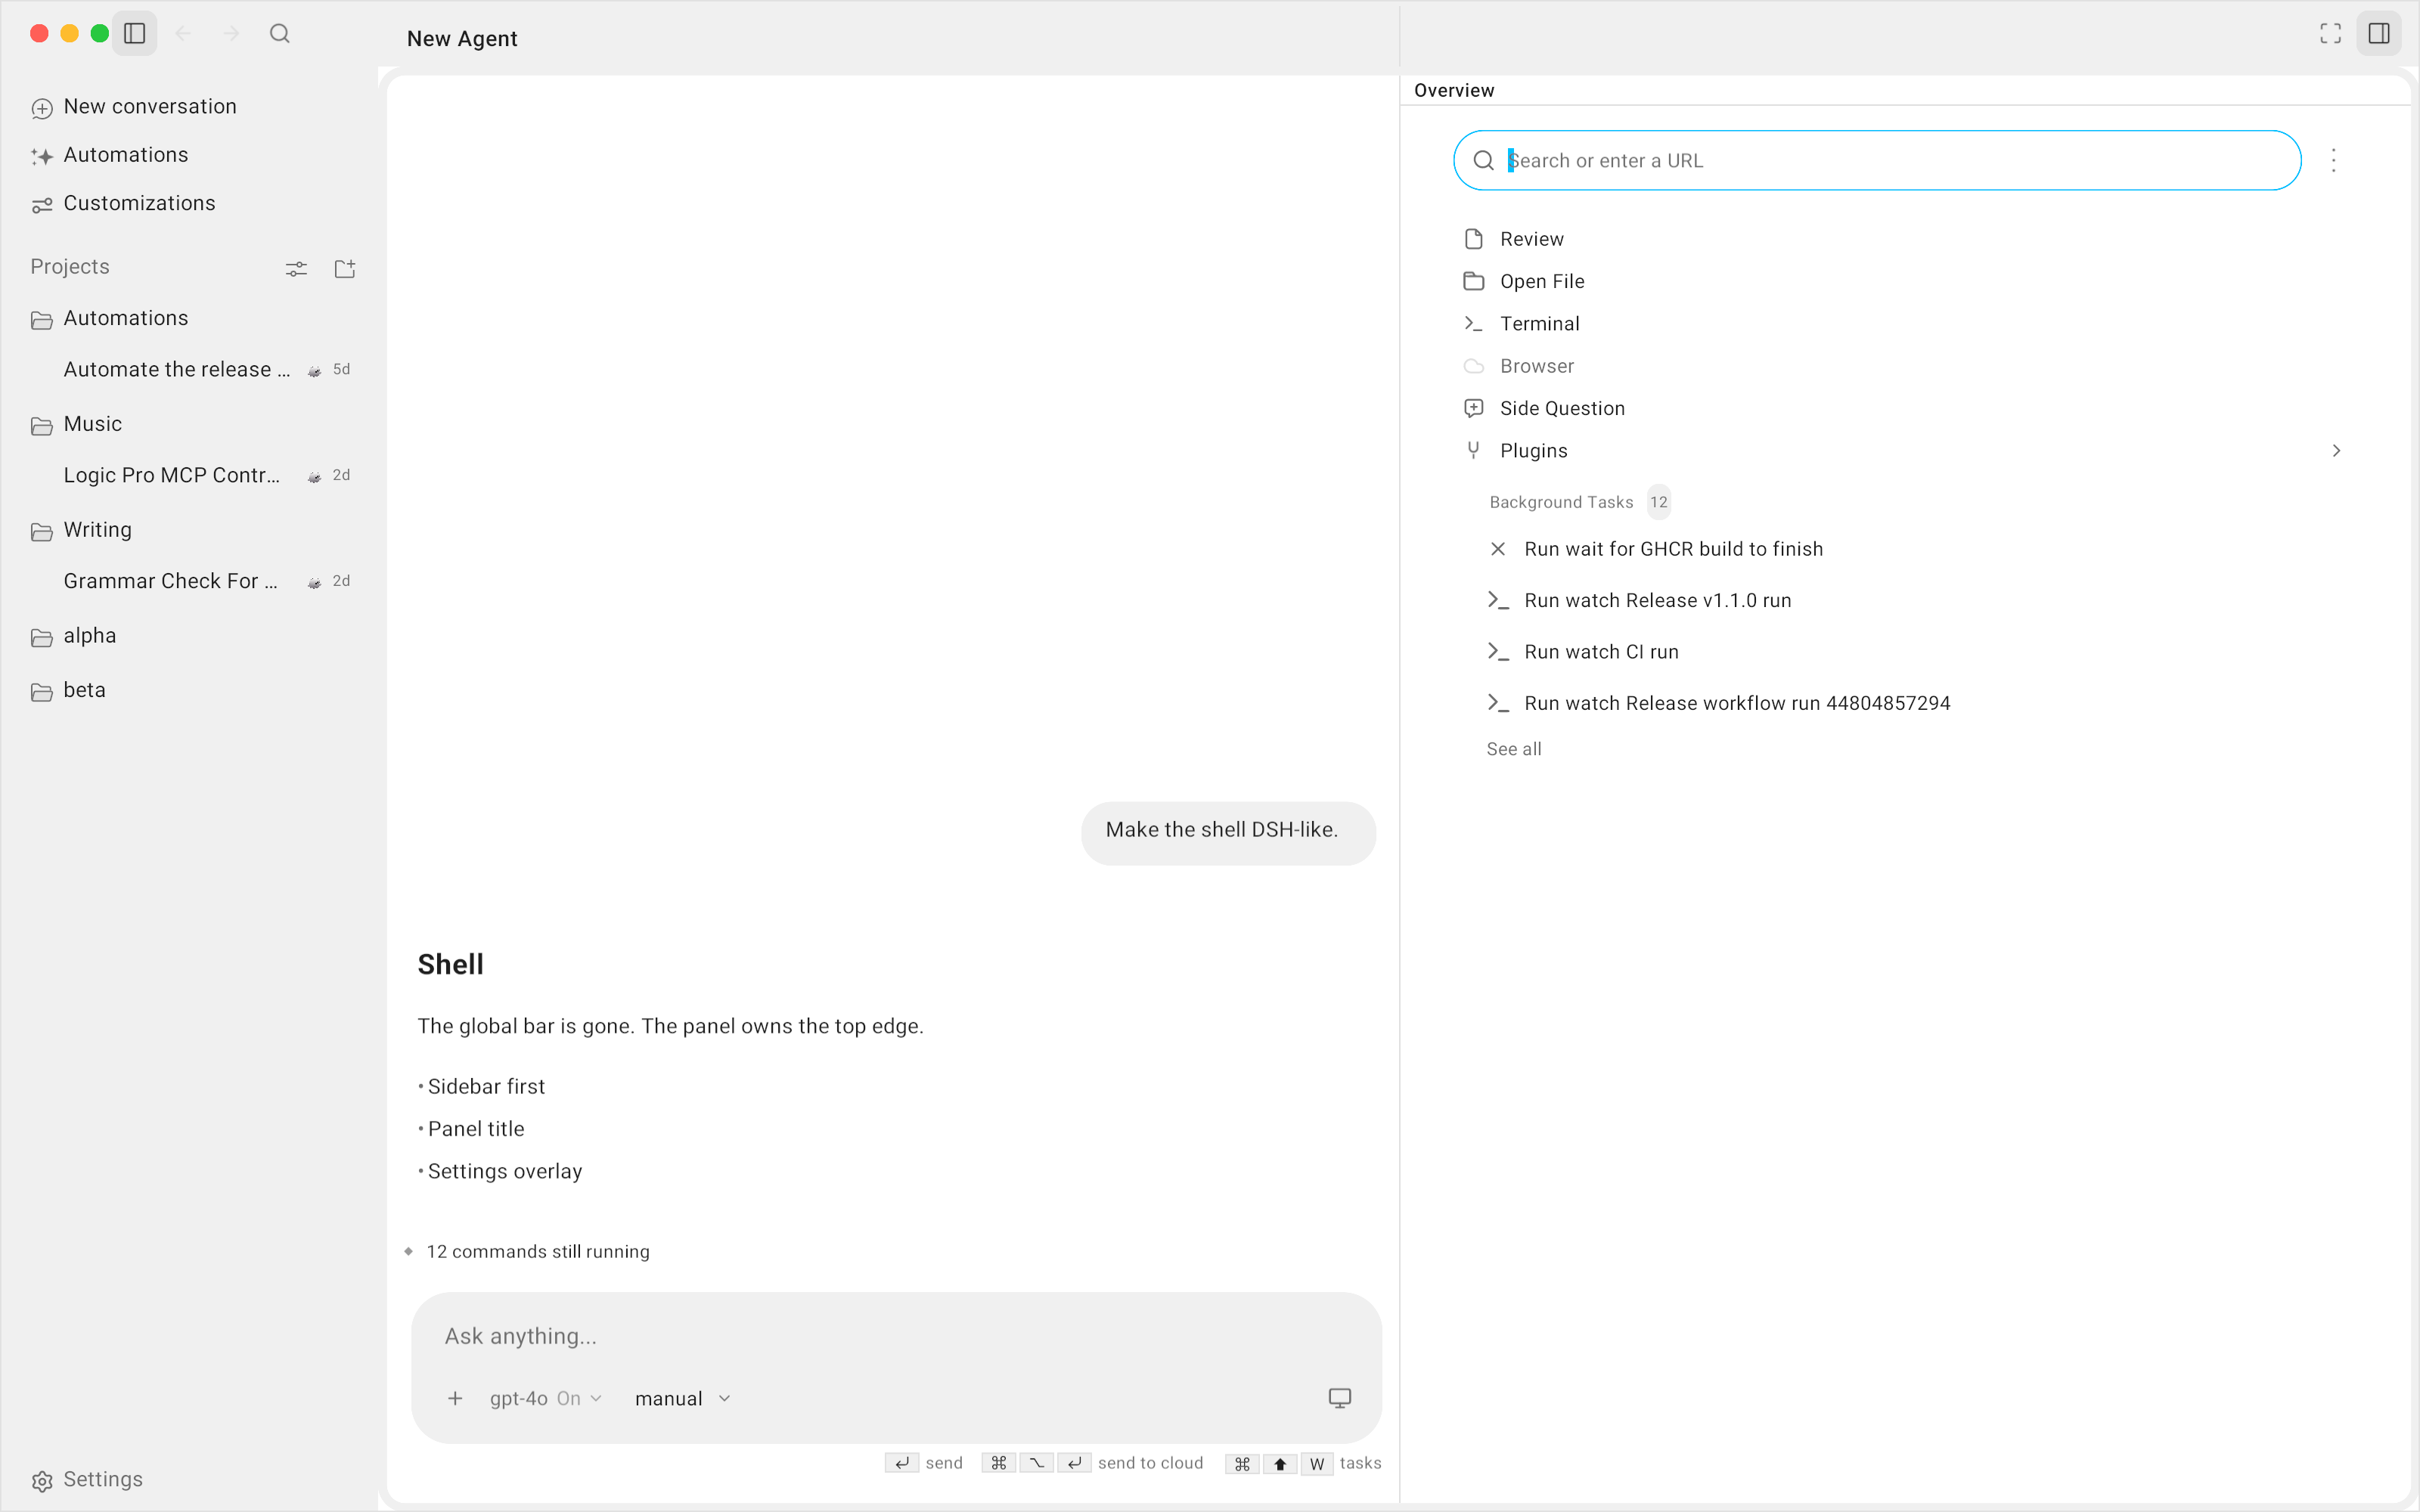 New Agent
New conversation
Automations
Customizations
Projects
Automations
Automate the release ... 5d
Music
Logic Pro MCP Contr... 2d
Writing
Grammar Check For ... 2d
alpha
beta
Settings
Make the shell DSH-like.
Shell
The global bar is gone. The panel owns the top edge.
• Sidebar first
• Panel title
• Settings overlay
12 commands still running
Ask anything...
gpt-4o On manual
send ⌘ ⌥ send to cloud ⌘ W tasks
Overview
Search or enter a URL
Review
Open File
Terminal
Browser
Side Question
Plugins
Background Tasks 12
Run wait for GHCR build to finish
Run watch Release v1.1.0 run
Run watch CI run
Run watch Release workflow run 44804857294
See all